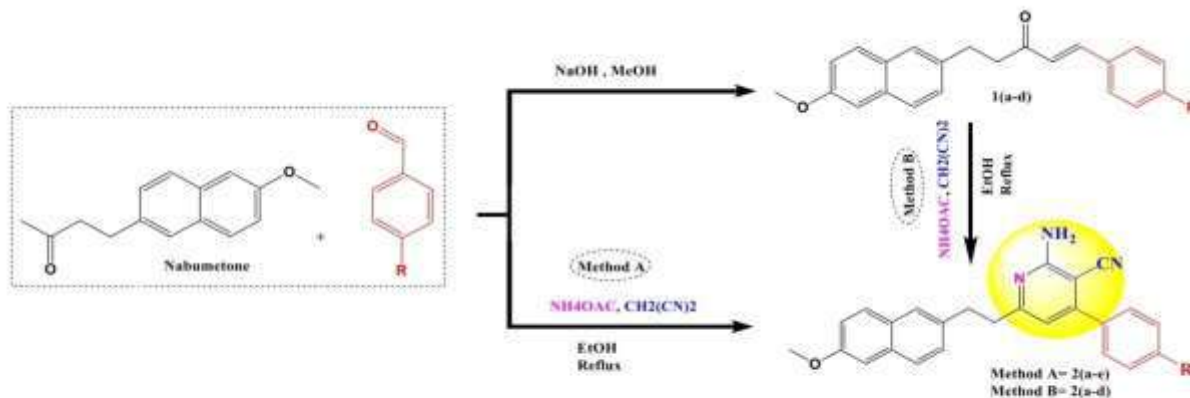 NaOH , MeOH
O
O
1(a-d)
R
O
O
O
R
+
Nabumetone
Method B
NH4OAC, CH2(CN)2
EtOH
Reflux
Method A
NH4OAC, CH2(CN)2
EtOH
Reflux
NH2
N
CN
O
R
Method A= 2(a-e)
Method B= 2(a-d)